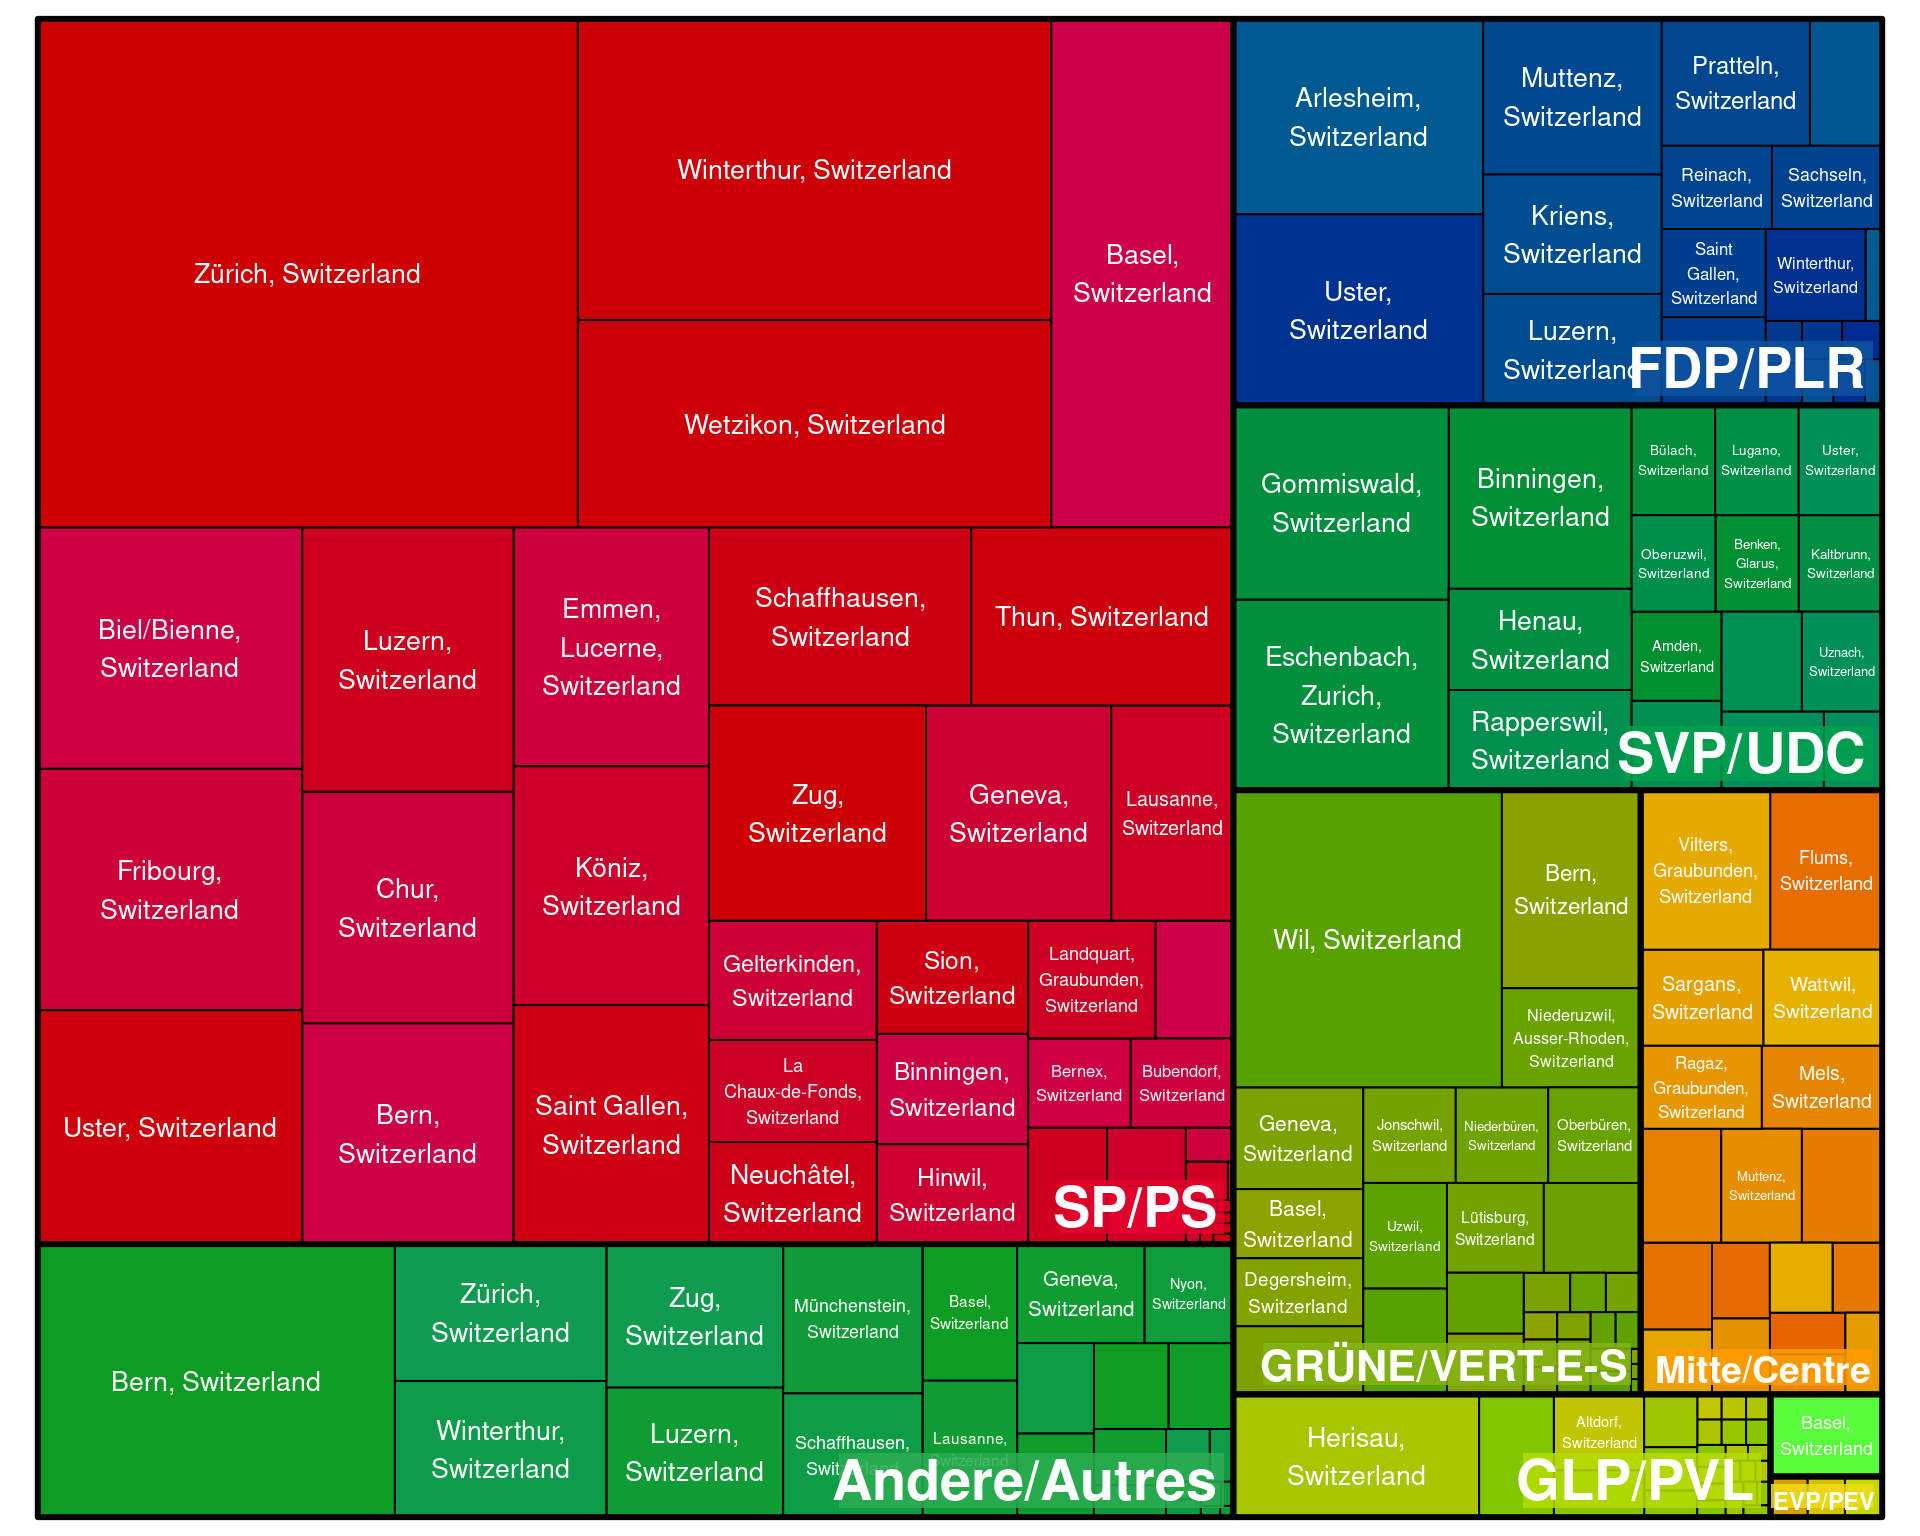 Zürich, Switzerland
Winterthur, Switzerland
Wetzikon, Switzerland
Basel,
Switzerland
Biel/Bienne,
Switzerland
Fribourg,
Switzerland
Uster, Switzerland
Luzern,
Switzerland
Chur,
Switzerland
Bern,
Switzerland
Emmen,
Lucerne,
Switzerland
Köniz,
Switzerland
Saint Gallen,
Switzerland
Schaffhausen,
Switzerland
Thun, Switzerland
Zug,
Switzerland
Geneva,
Switzerland
Lausanne,
Switzerland
Gelterkinden,
Switzerland
La
Chaux-de-Fonds,
Switzerland
Neuchâtel,
Switzerland
Sion,
Switzerland
Binningen,
Switzerland
Hinwil,
Switzerland
Landquart,
Graubunden,
Switzerland
Bernex,
Switzerland
Bubendorf,
Switzerland
SP/PS
Bern, Switzerland
Zürich,
Switzerland
Winterthur,
Switzerland
Zug,
Switzerland
Luzern,
Switzerland
Münchenstein,
Switzerland
Schaffhausen,
Switzerland
Basel,
Switzerland
Lausanne,
Switzerland
Geneva,
Switzerland
Nyon,
Switzerland
Andere/Autres
Arlesheim,
Switzerland
Uster,
Switzerland
Muttenz,
Switzerland
Kriens,
Switzerland
Luzern,
Switzerland
Pratteln,
Switzerland
Reinach,
Switzerland
Sachseln,
Switzerland
Saint
Gallen,
Switzerland
Winterthur,
Switzerland
FDP/PLR
Gommiswald,
Switzerland
Eschenbach,
Zurich,
Switzerland
Binningen,
Switzerland
Henau,
Switzerland
Rapperswil,
Switzerland
Bülach,
Switzerland
Lugano,
Switzerland
Uster,
Switzerland
Oberuzwil,
Switzerland
Benken,
Glarus,
Switzerland
Kaltbrunn,
Switzerland
Amden,
Switzerland
Uznach,
Switzerland
SVP/UDC
Wil, Switzerland
Bern,
Switzerland
Niederuzwil,
Ausser-Rhoden,
Switzerland
Geneva,
Switzerland
Basel,
Switzerland
Degersheim,
Switzerland
Jonschwil,
Switzerland
Niederbüren,
Switzerland
Oberbüren,
Switzerland
Uzwil,
Switzerland
Lütisburg,
Switzerland
GRÜNE/VERT-E-S
Vilters,
Graubunden,
Switzerland
Flums,
Switzerland
Sargans,
Switzerland
Wattwil,
Switzerland
Ragaz,
Graubunden,
Switzerland
Mels,
Switzerland
Muttenz,
Switzerland
Mitte/Centre
Herisau,
Switzerland
Altdorf,
Switzerland
GLP/PVL
Basel,
Switzerland
EVP/PEV